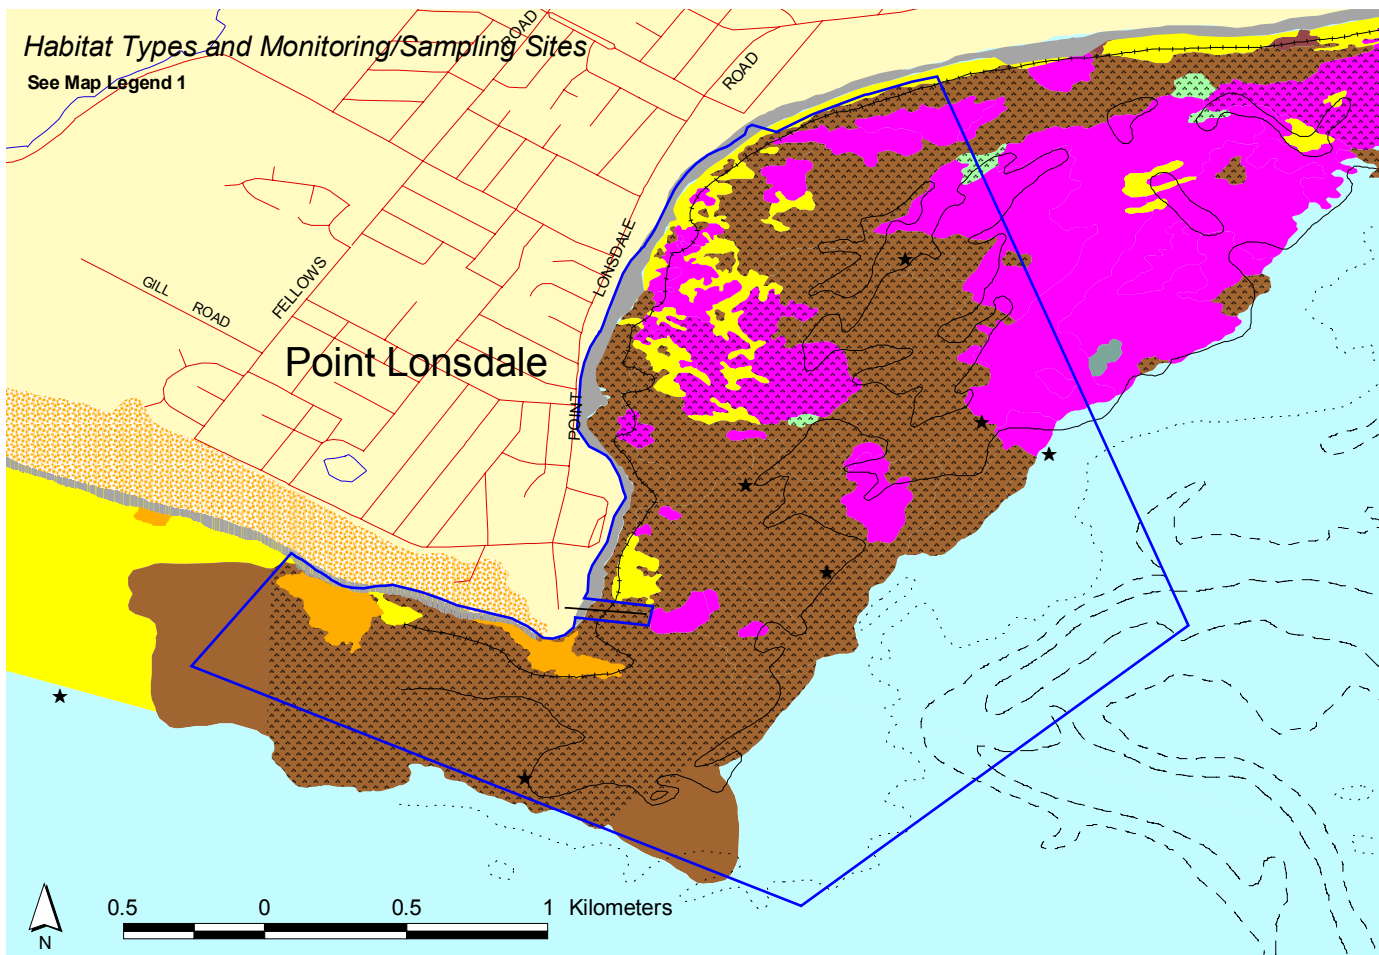 Habitat Types and Monitoring/Sampling Sites
See Map Legend 1
ROAD
ROAD
LONSDALE
POINT
FELLOWS
GILL ROAD
Point Lonsdale
0.5 0 0.5 1 Kilometers
N